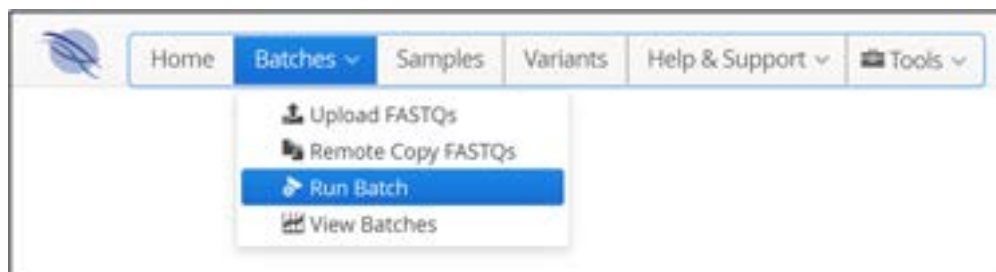 Home Batches Samples Variants Help & Support Tools
Upload FASTQs
Remote Copy FASTQs
Run Batch
View Batches